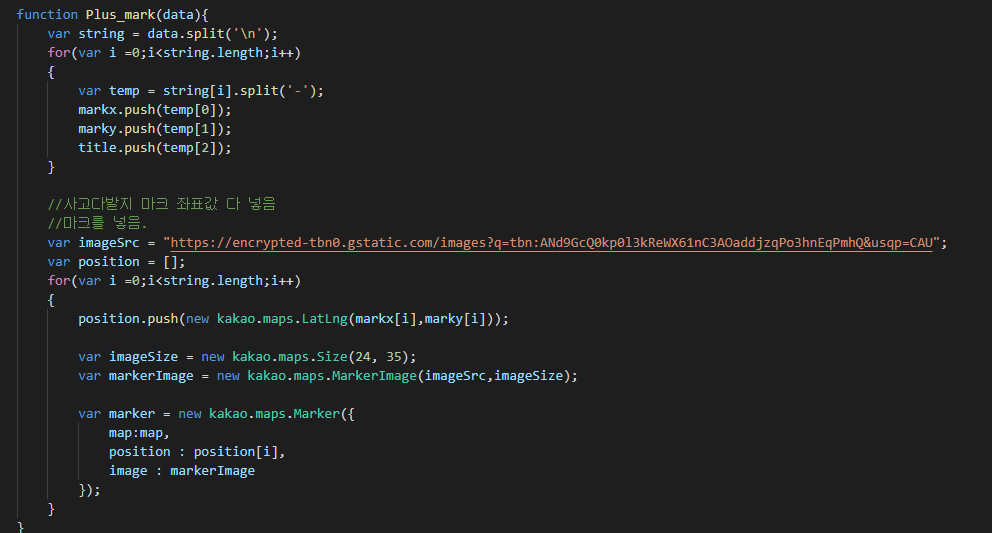 function Plus_mark(data){
var string = data.split('\n');
for(var i =0;i<string.length;i++)
{
var temp = string[i].split('-');
markx.push(temp[0]);
marky.push(temp[1]);
title.push(temp[2]);
}
//사고다발지 마크 좌표값 다 넣음
//마크를 넣음.
var imageSrc = "https://encrypted-tbn0.gstatic.com/images?q=tbn:ANd9GcQ0kp0l3kReWX61nC3AOaddjzqPo3hnEqPmhQ&usqp=CAU";
var position = [];
for(var i =0;i<string.length;i++)
{
position.push(new kakao.maps.LatLng(markx[i],marky[i]));
var imageSize = new kakao.maps.Size(24, 35);
var markerImage = new kakao.maps.MarkerImage(imageSrc,imageSize);
var marker = new kakao.maps.Marker({
map:map,
position : position[i],
image : markerImage
});
}
}